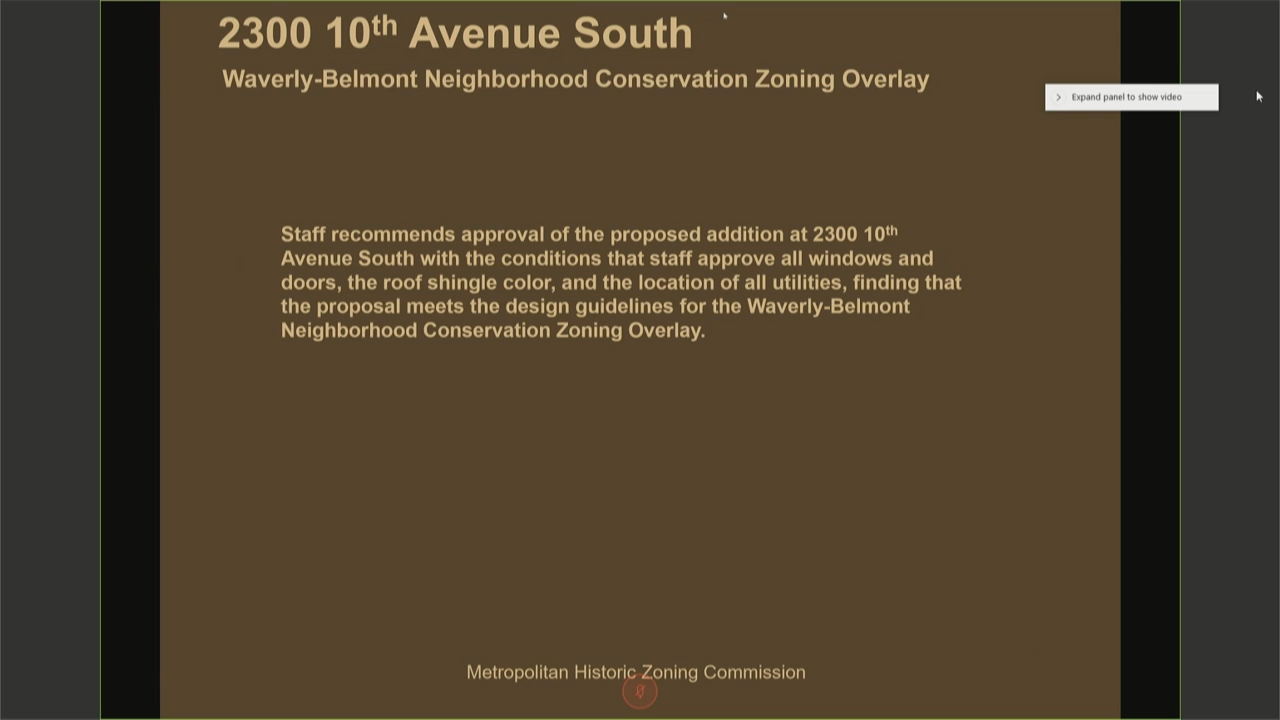 2300 10th Avenue South
Waverly-Belmont Neighborhood Conservation Zoning Overlay
Expand panel to show video
Staff recommends approval of the proposed addition at 2300 10th
Avenue South with the conditions that staff approve all windows and
doors, the roof shingle color, and the location of all utilities, finding that
the proposal meets the design guidelines for the Waverly-Belmont
Neighborhood Conservation Zoning Overlay.
Metropolitan Historic Zoning Commission